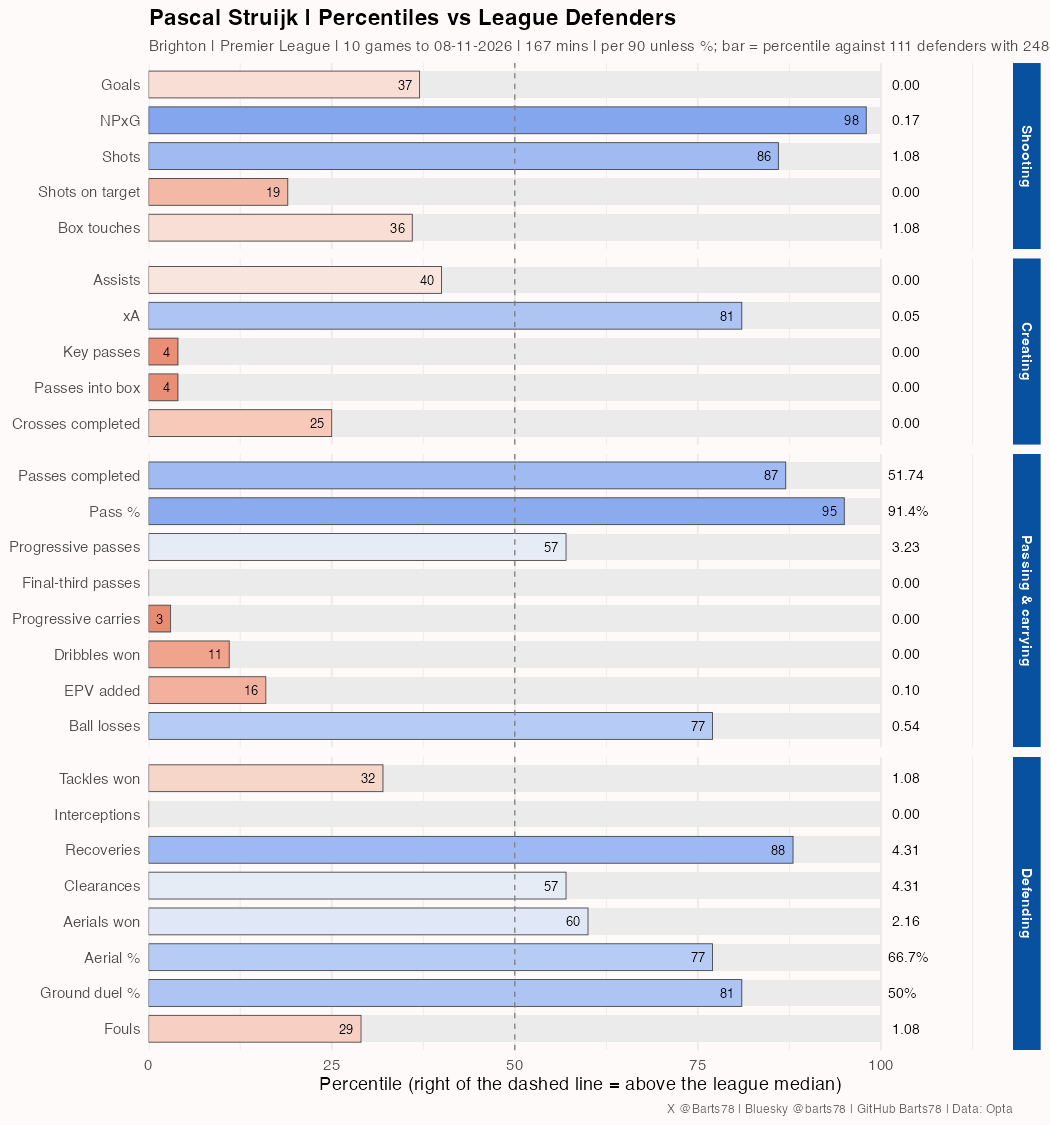 Pascal Struijk | Percentiles vs League Defenders
Brighton | Premier League | 10 games to 08-11-2026 | 167 mins | per 90 unless %; bar = percentile against 111 defenders with 248
Shooting
Goals 37 0.00
NPxG 98 0.17
Shots 86 1.08
Shots on target 19 0.00
Box touches 36 1.08
Creating
Assists 40 0.00
xA 81 0.05
Key passes 4 0.00
Passes into box 4 0.00
Crosses completed 25 0.00
Passing & carrying
Passes completed 87 51.74
Pass % 95 91.4%
Progressive passes 57 3.23
Final-third passes 0.00
Progressive carries 3 0.00
Dribbles won 11 0.00
EPV added 16 0.10
Ball losses 77 0.54
Defending
Tackles won 32 1.08
Interceptions 0.00
Recoveries 88 4.31
Clearances 57 4.31
Aerials won 60 2.16
Aerial % 77 66.7%
Ground duel % 81 50%
Fouls 29 1.08
0 25 50 75 100
Percentile (right of the dashed line = above the league median)
X @Barts78 | Bluesky @barts78 | GitHub Barts78 | Data: Opta